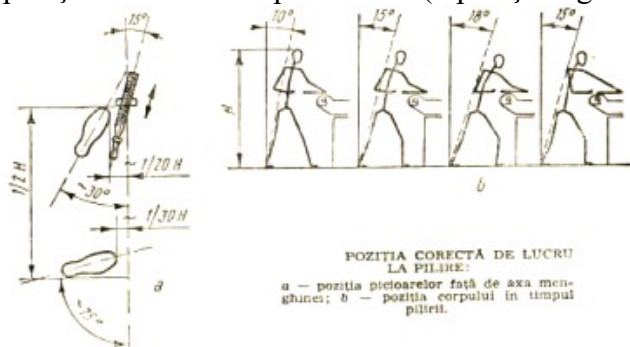 15°
10°
15°
18°
15°
H
1/2 H
~ 1/20 H
~30°
~ 1/30 H
~75°
a
b
POZIȚIA CORECTĂ DE LUCRU
LA PILIRE:
a — poziția picioarelor față de axa men-
ghinei; b — poziția corpului în timpul
pilirii.